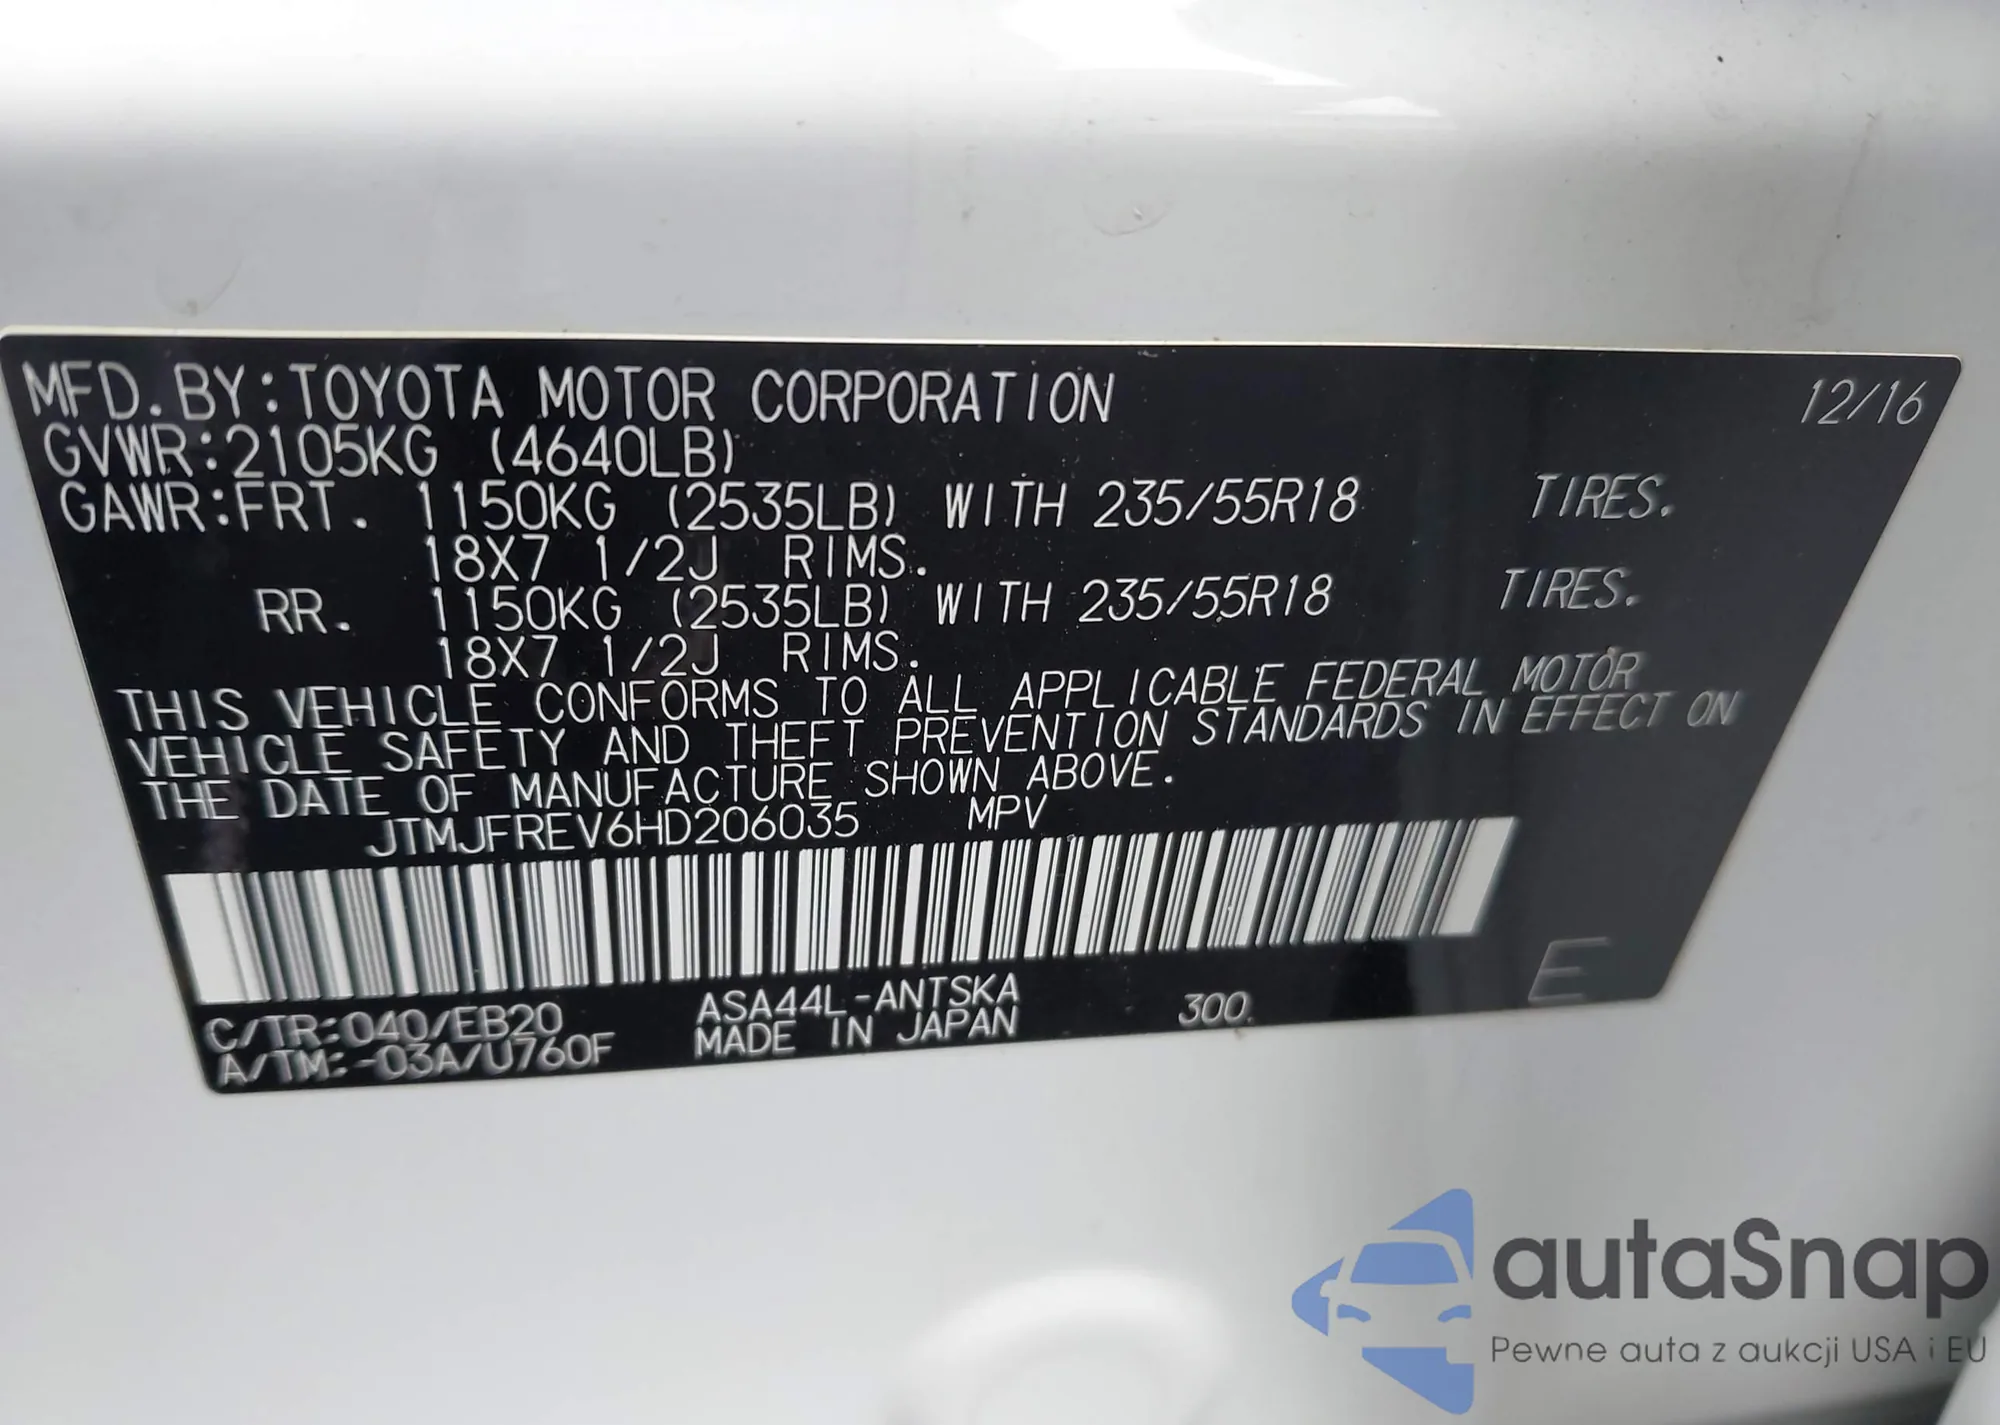 MFD.BY:TOYOTA MOTOR CORPORATION 12/16
GVWR:2105KG (4640LB)
GAWR:FRT. 1150KG (2535LB) WITH 235/55R18 TIRES.
18X7 1/2J RIMS.
RR. 1150KG (2535LB) WITH 235/55R18 TIRES.
18X7 1/2J RIMS.
THIS VEHICLE CONFORMS TO ALL APPLICABLE FEDERAL MOTOR
VEHICLE SAFETY AND THEFT PREVENTION STANDARDS IN EFFECT ON
THE DATE OF MANUFACTURE SHOWN ABOVE.
JTMJFREV6HD206035 MPV
E
C/TR:040/EB20 ASA44L-ANTSKA 300
A/TM:-03A/U760F MADE IN JAPAN
autaSnap
Pewne auta z aukcji USA i EU